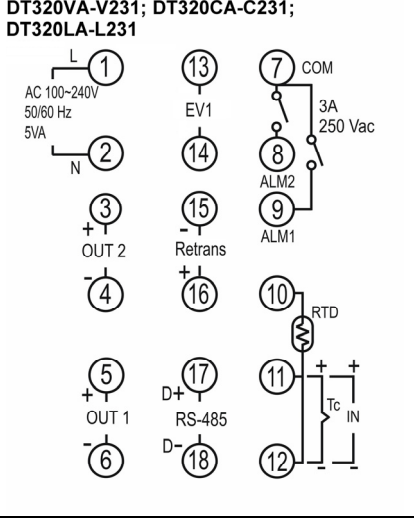 DT320VA-V231; DT320CA-C231;
DT320LA-L231
L
1
AC 100~240V
50/60 Hz
5VA
N
2
13
EV1
14
7
COM
3A
250 Vac
8
ALM2
9
ALM1
3
+
OUT 2
-
4
15
-
Retrans
+
16
10
RTD
5
+
OUT 1
-
6
17
D+
RS-485
D-
18
11
+ +
Tc IN
12
- -